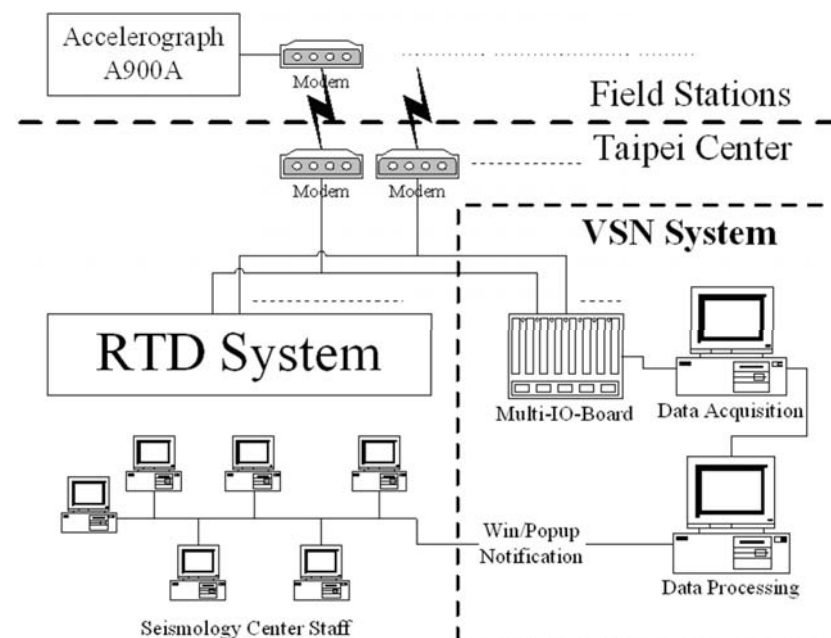 Accelerograph
A900A
Modem
Field Stations
Taipei Center
Modem
Modem
VSN System
RTD System
Multi-IO-Board
Data Acquisition
Win/Popup
Notification
Data Processing
Seismology Center Staff